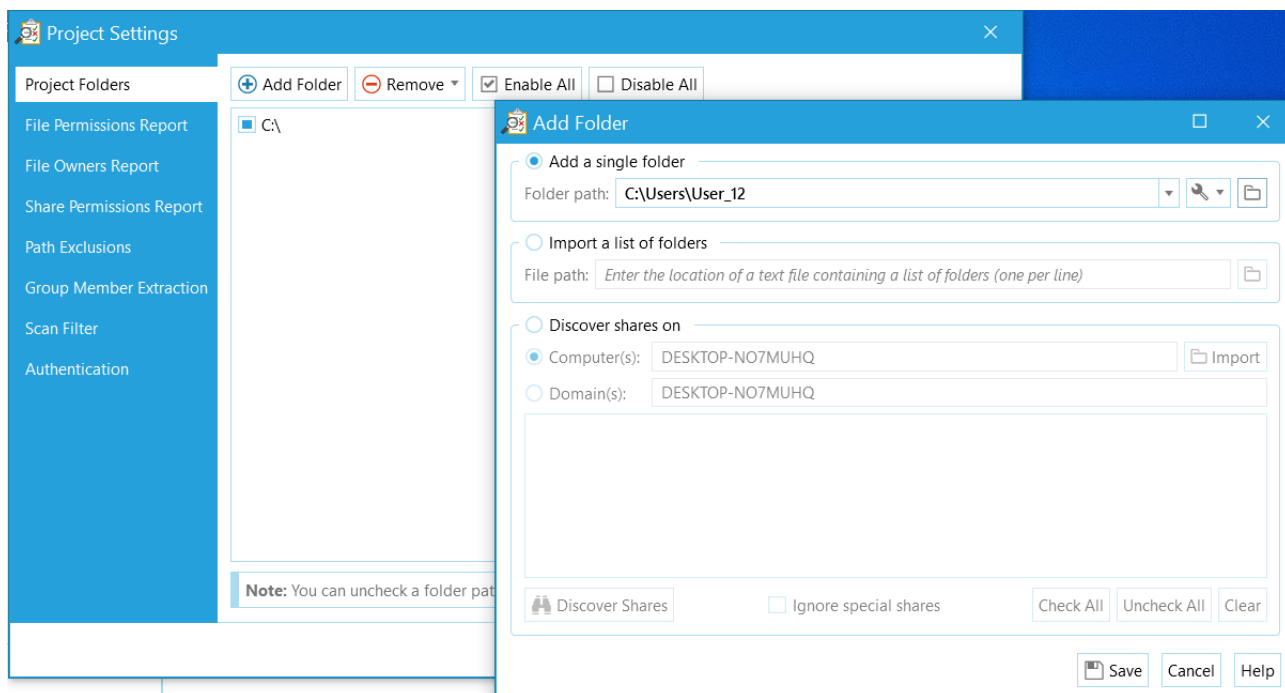 Project Settings
Project Folders
File Permissions Report
File Owners Report
Share Permissions Report
Path Exclusions
Group Member Extraction
Scan Filter
Authentication
Add Folder Remove Enable All Disable All
C:\
Note: You can uncheck a folder pat
Add Folder
Add a single folder
Folder path: C:\Users\User_12
Import a list of folders
File path: Enter the location of a text file containing a list of folders (one per line)
Discover shares on
Computer(s): DESKTOP-NO7MUHQ Import
Domain(s): DESKTOP-NO7MUHQ
Discover Shares Ignore special shares Check All Uncheck All Clear
Save Cancel Help